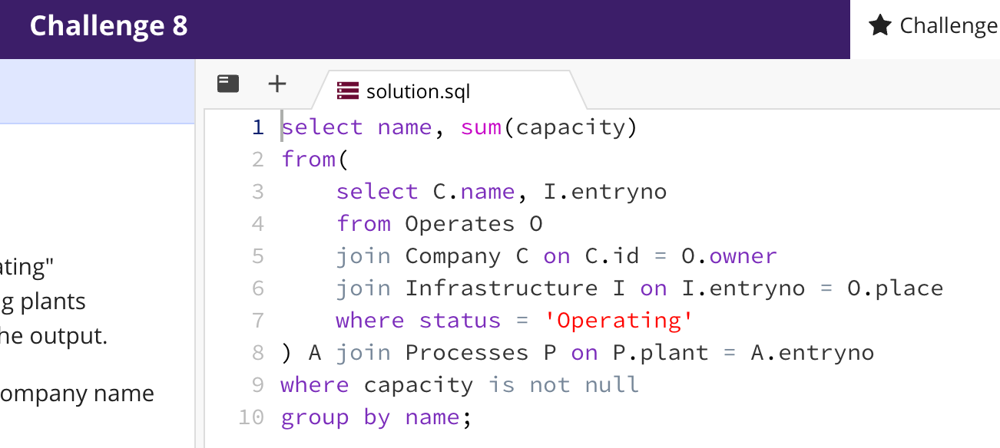 Challenge 8
Challenge
solution.sql
ating"
g plants
he output.
ompany name
1 select name, sum(capacity)
2 from(
3 select C.name, I.entryno
4 from Operates O
5 join Company C on C.id = O.owner
6 join Infrastructure I on I.entryno = O.place
7 where status = 'Operating'
8 ) A join Processes P on P.plant = A.entryno
9 where capacity is not null
10 group by name;